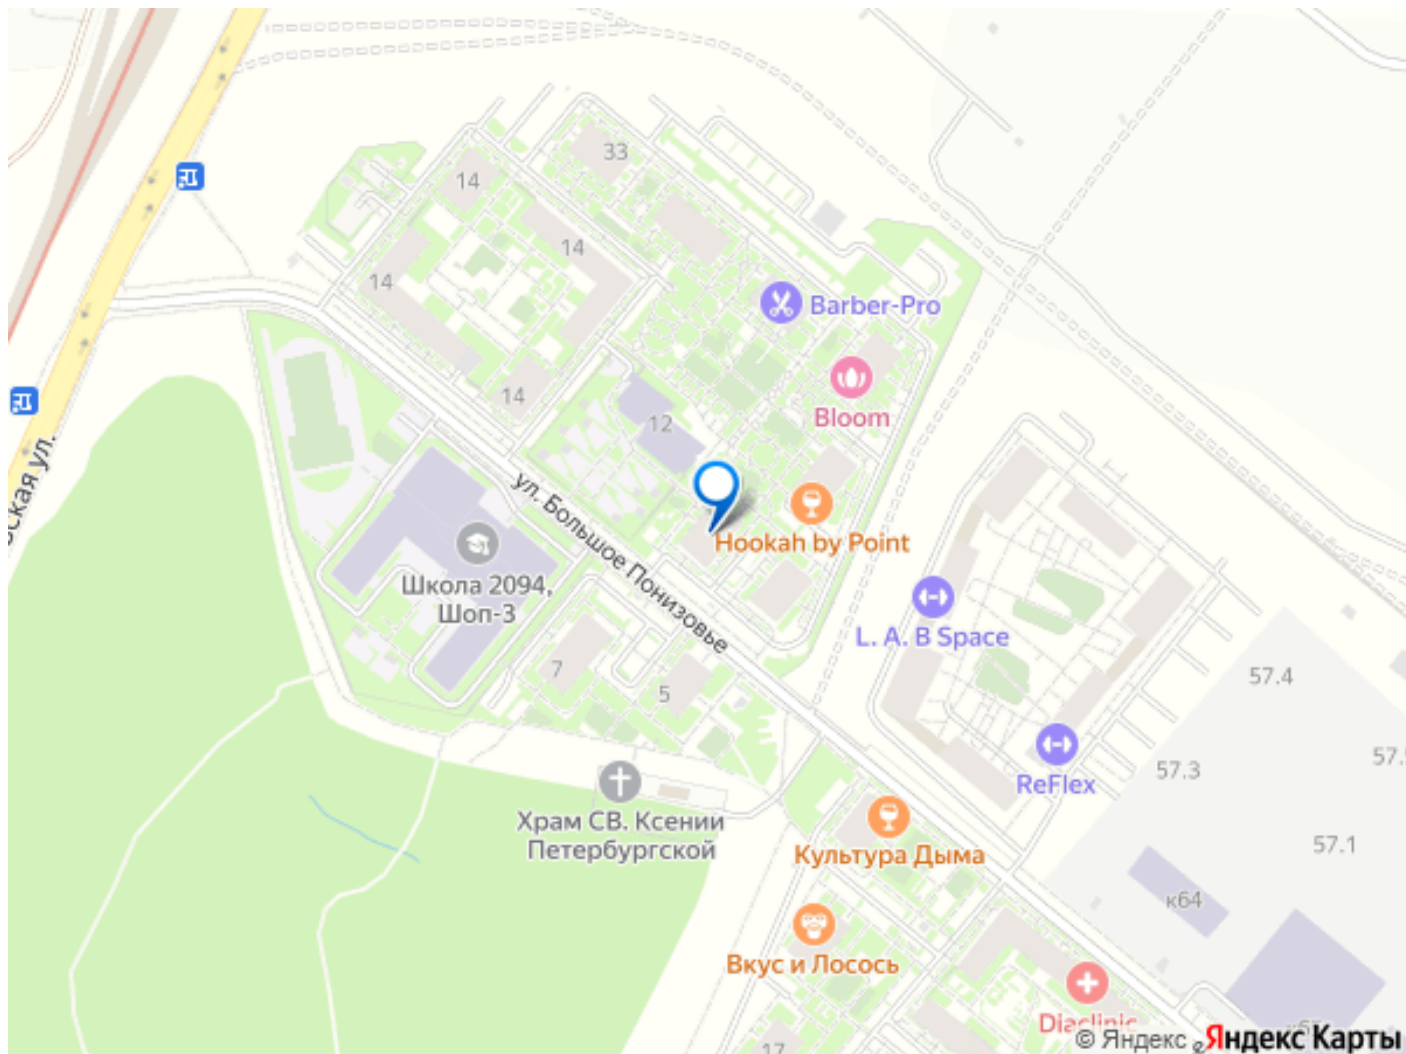 33
14
14
14
Barber-Pro
14
Bloom
12
ул. Большое Понизовье
Hookah by Point
Школа 2094,
Шоп-3
L. A. B Space
7
5
57.4
57.3
ReFlex
Храм СВ. Ксении
Петербургской
57.1
Культура Дыма
к64
Вкус и Лосось
Diaclinic
17
© Яндекс Яндекс Карты